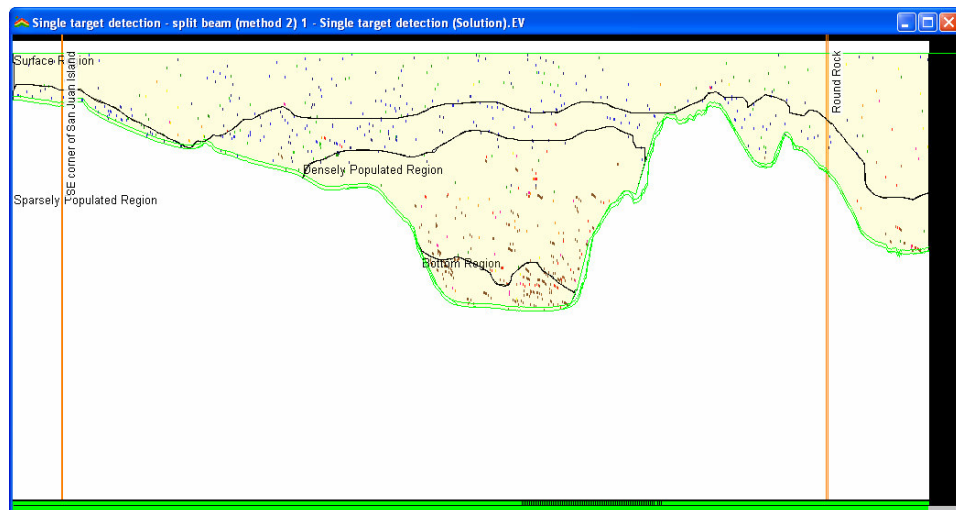 Single target detection - split beam (method 2) 1 - Single target detection (Solution).EV
Surface Region
SE corner of San Juan Island
Round Rock
Densely Populated Region
Sparsely Populated Region
Bottom Region